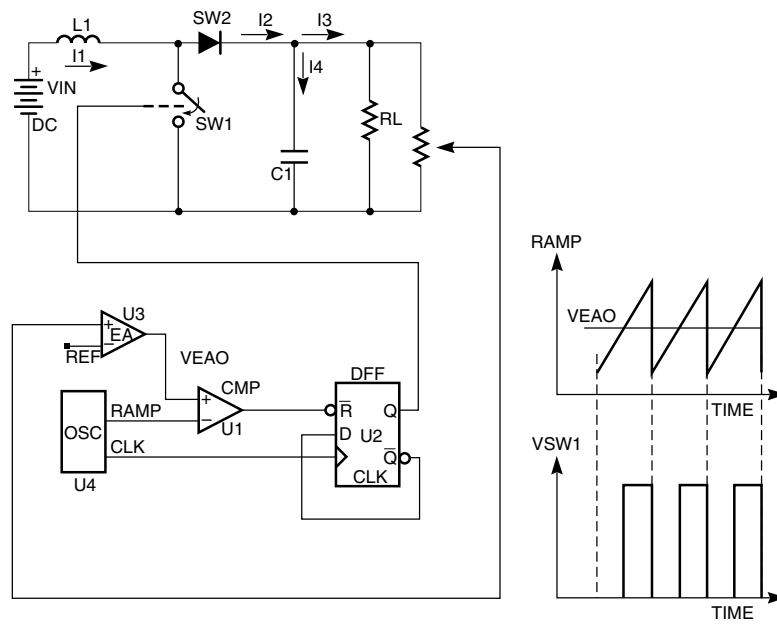 L1
I1
SW2
I2
I3
I4
+
VIN
DC
SW1
C1
RL
U3
+
EA
−
REF
VEAO
CMP
+
−
U1
OSC
RAMP
CLK
U4
DFF
R
Q
D
U2
Q
CLK
RAMP
VEAO
TIME
VSW1
TIME